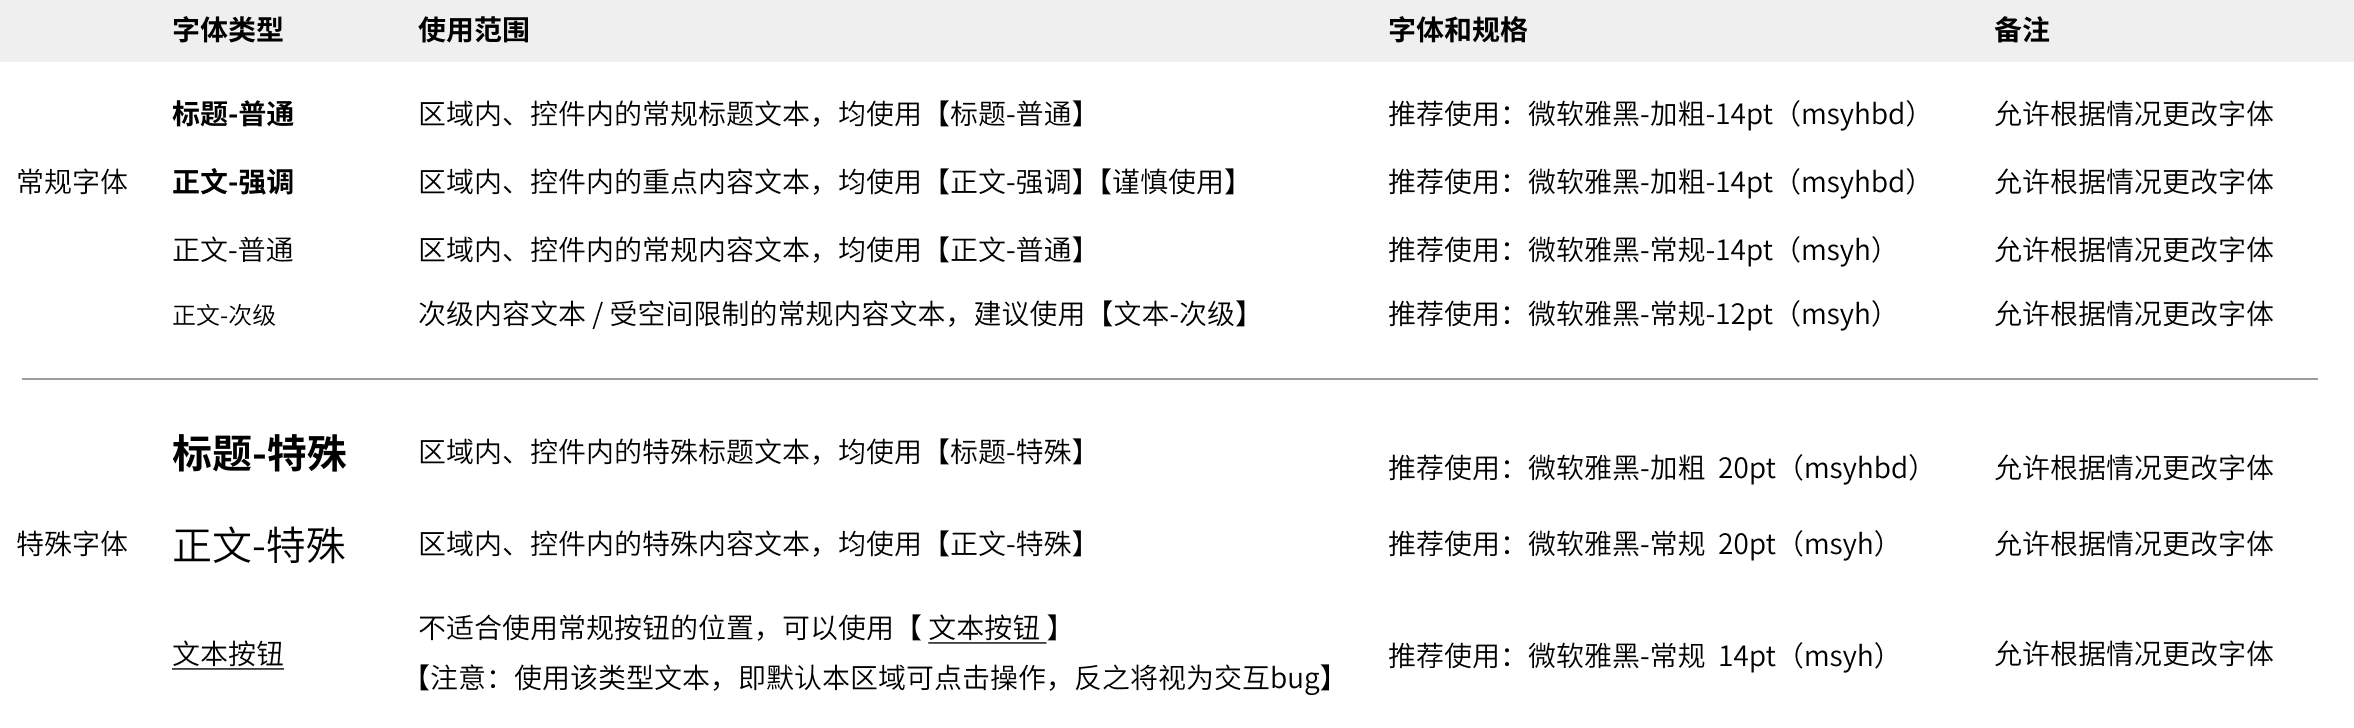 字体类型 使用范围 字体和规格 备注
标题-普通 区域内、控件内的常规标题文本，均使用【标题-普通】 推荐使用：微软雅黑-加粗-14pt（msyhbd） 允许根据情况更改字体
常规字体 正文-强调 区域内、控件内的重点内容文本，均使用【正文-强调】【谨慎使用】 推荐使用：微软雅黑-加粗-14pt（msyhbd） 允许根据情况更改字体
正文-普通 区域内、控件内的常规内容文本，均使用【正文-普通】 推荐使用：微软雅黑-常规-14pt（msyh） 允许根据情况更改字体
正文-次级 次级内容文本 / 受空间限制的常规内容文本，建议使用【文本-次级】 推荐使用：微软雅黑-常规-12pt（msyh） 允许根据情况更改字体
标题-特殊 区域内、控件内的特殊标题文本，均使用【标题-特殊】 推荐使用：微软雅黑-加粗 20pt（msyhbd） 允许根据情况更改字体
特殊字体 正文-特殊 区域内、控件内的特殊内容文本，均使用【正文-特殊】 推荐使用：微软雅黑-常规 20pt（msyh） 允许根据情况更改字体
文本按钮 不适合使用常规按钮的位置，可以使用【 文本按钮 】 推荐使用：微软雅黑-常规 14pt（msyh） 允许根据情况更改字体
【注意：使用该类型文本，即默认本区域可点击操作，反之将视为交互bug】